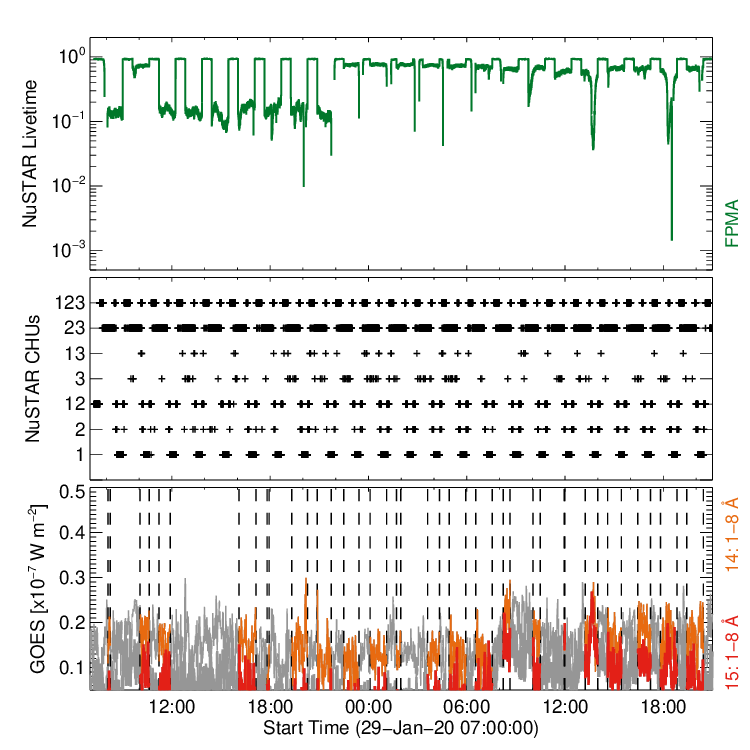 10⁰
10⁻¹
10⁻²
10⁻³
NuSTAR Livetime
FPMA
123
23
13
3
12
2
1
NuSTAR CHUs
0.5
0.4
0.3
0.2
0.1
GOES [x10⁻⁷ W m⁻²]
14: 1−8 Å
15: 1−8 Å
12:00 18:00 00:00 06:00 12:00 18:00
Start Time (29−Jan−20 07:00:00)